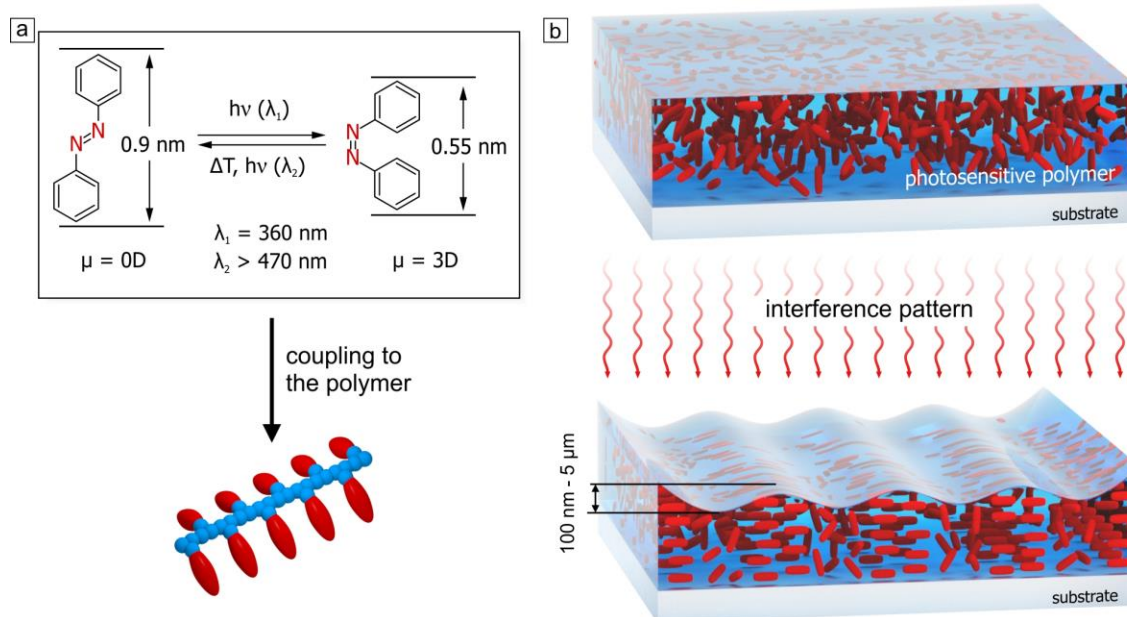 a
N
N
0.9 nm
hν (λ₁)
ΔT, hν (λ₂)
λ₁ = 360 nm
λ₂ > 470 nm
μ = 0D
N
N
0.55 nm
μ = 3D
coupling to
the polymer
b
photosensitive polymer
substrate
interference pattern
100 nm - 5 μm
substrate